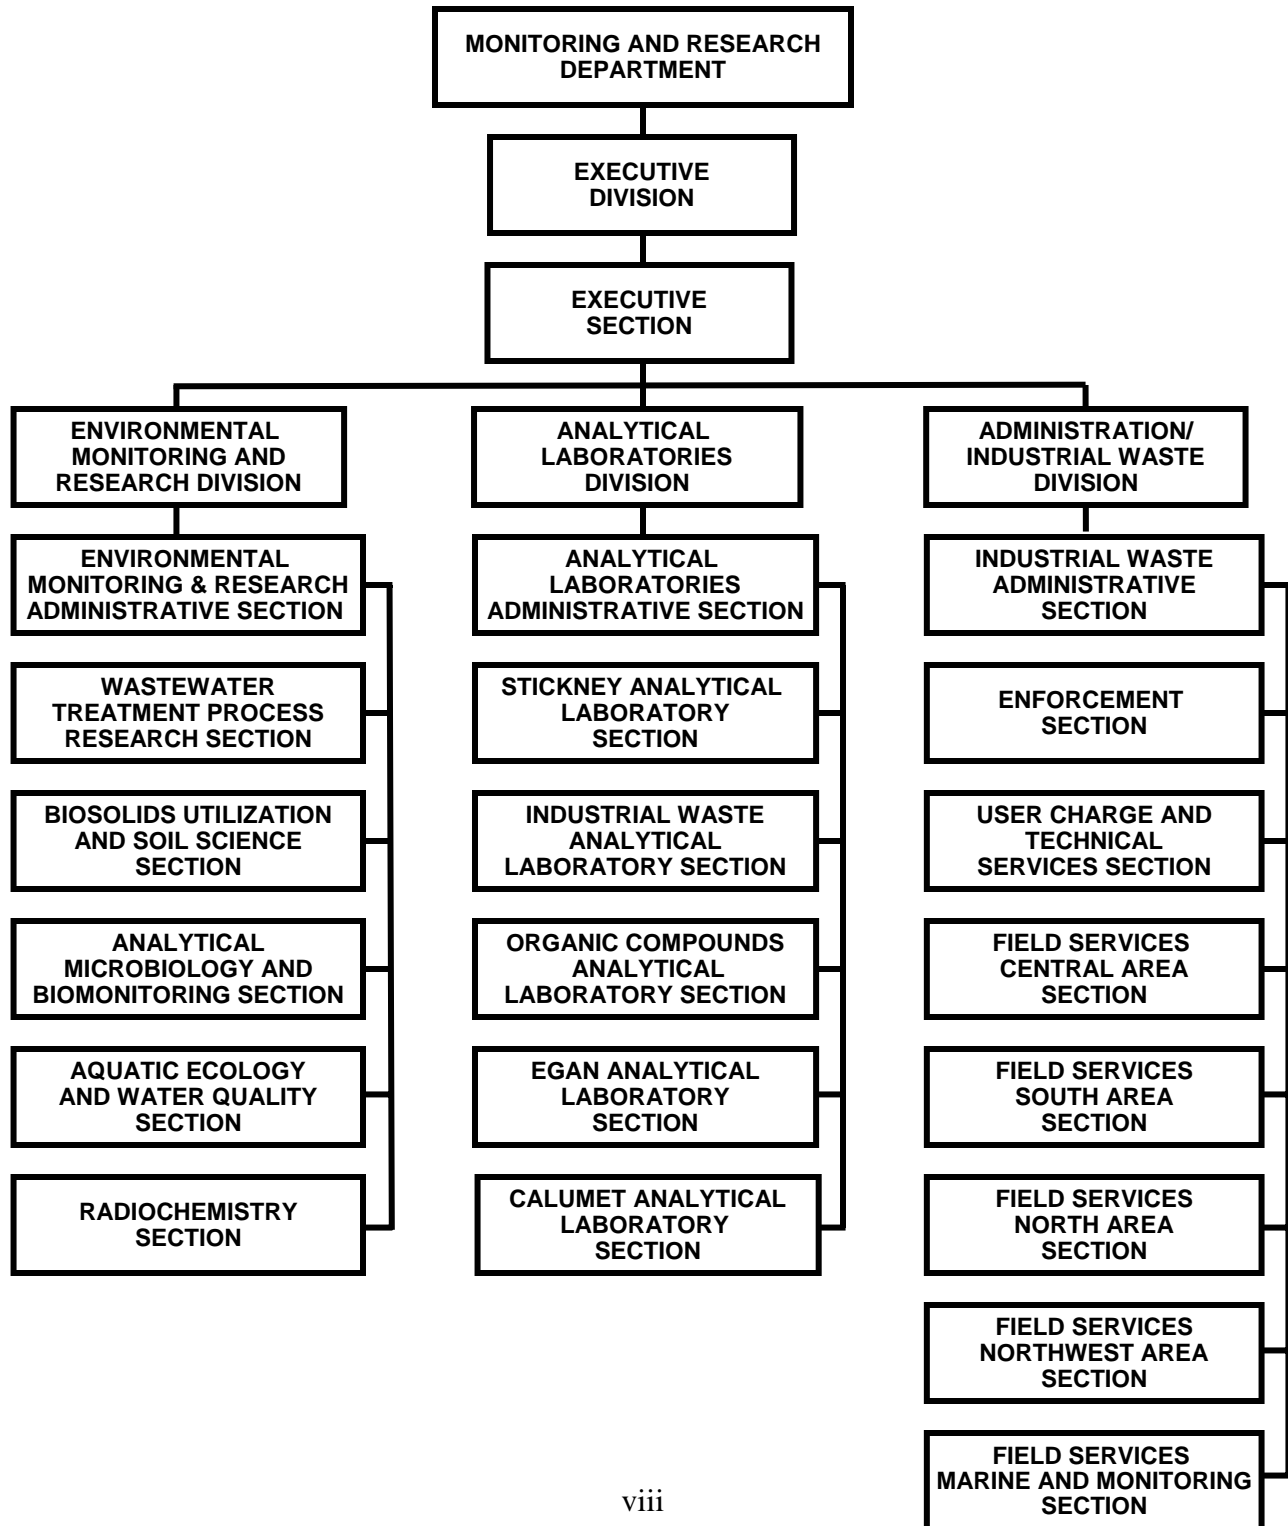 MONITORING AND RESEARCH
DEPARTMENT
EXECUTIVE
DIVISION
EXECUTIVE
SECTION
ENVIRONMENTAL
MONITORING AND
RESEARCH DIVISION
ENVIRONMENTAL
MONITORING & RESEARCH
ADMINISTRATIVE SECTION
WASTEWATER
TREATMENT PROCESS
RESEARCH SECTION
BIOSOLIDS UTILIZATION
AND SOIL SCIENCE
SECTION
ANALYTICAL
MICROBIOLOGY AND
BIOMONITORING SECTION
AQUATIC ECOLOGY
AND WATER QUALITY
SECTION
RADIOCHEMISTRY
SECTION
ANALYTICAL
LABORATORIES
DIVISION
ANALYTICAL
LABORATORIES
ADMINISTRATIVE SECTION
STICKNEY ANALYTICAL
LABORATORY
SECTION
INDUSTRIAL WASTE
ANALYTICAL
LABORATORY SECTION
ORGANIC COMPOUNDS
ANALYTICAL
LABORATORY SECTION
EGAN ANALYTICAL
LABORATORY
SECTION
CALUMET ANALYTICAL
LABORATORY
SECTION
ADMINISTRATION/
INDUSTRIAL WASTE
DIVISION
INDUSTRIAL WASTE
ADMINISTRATIVE
SECTION
ENFORCEMENT
SECTION
USER CHARGE AND
TECHNICAL
SERVICES SECTION
FIELD SERVICES
CENTRAL AREA
SECTION
FIELD SERVICES
SOUTH AREA
SECTION
FIELD SERVICES
NORTH AREA
SECTION
FIELD SERVICES
NORTHWEST AREA
SECTION
FIELD SERVICES
MARINE AND MONITORING
SECTION
viii